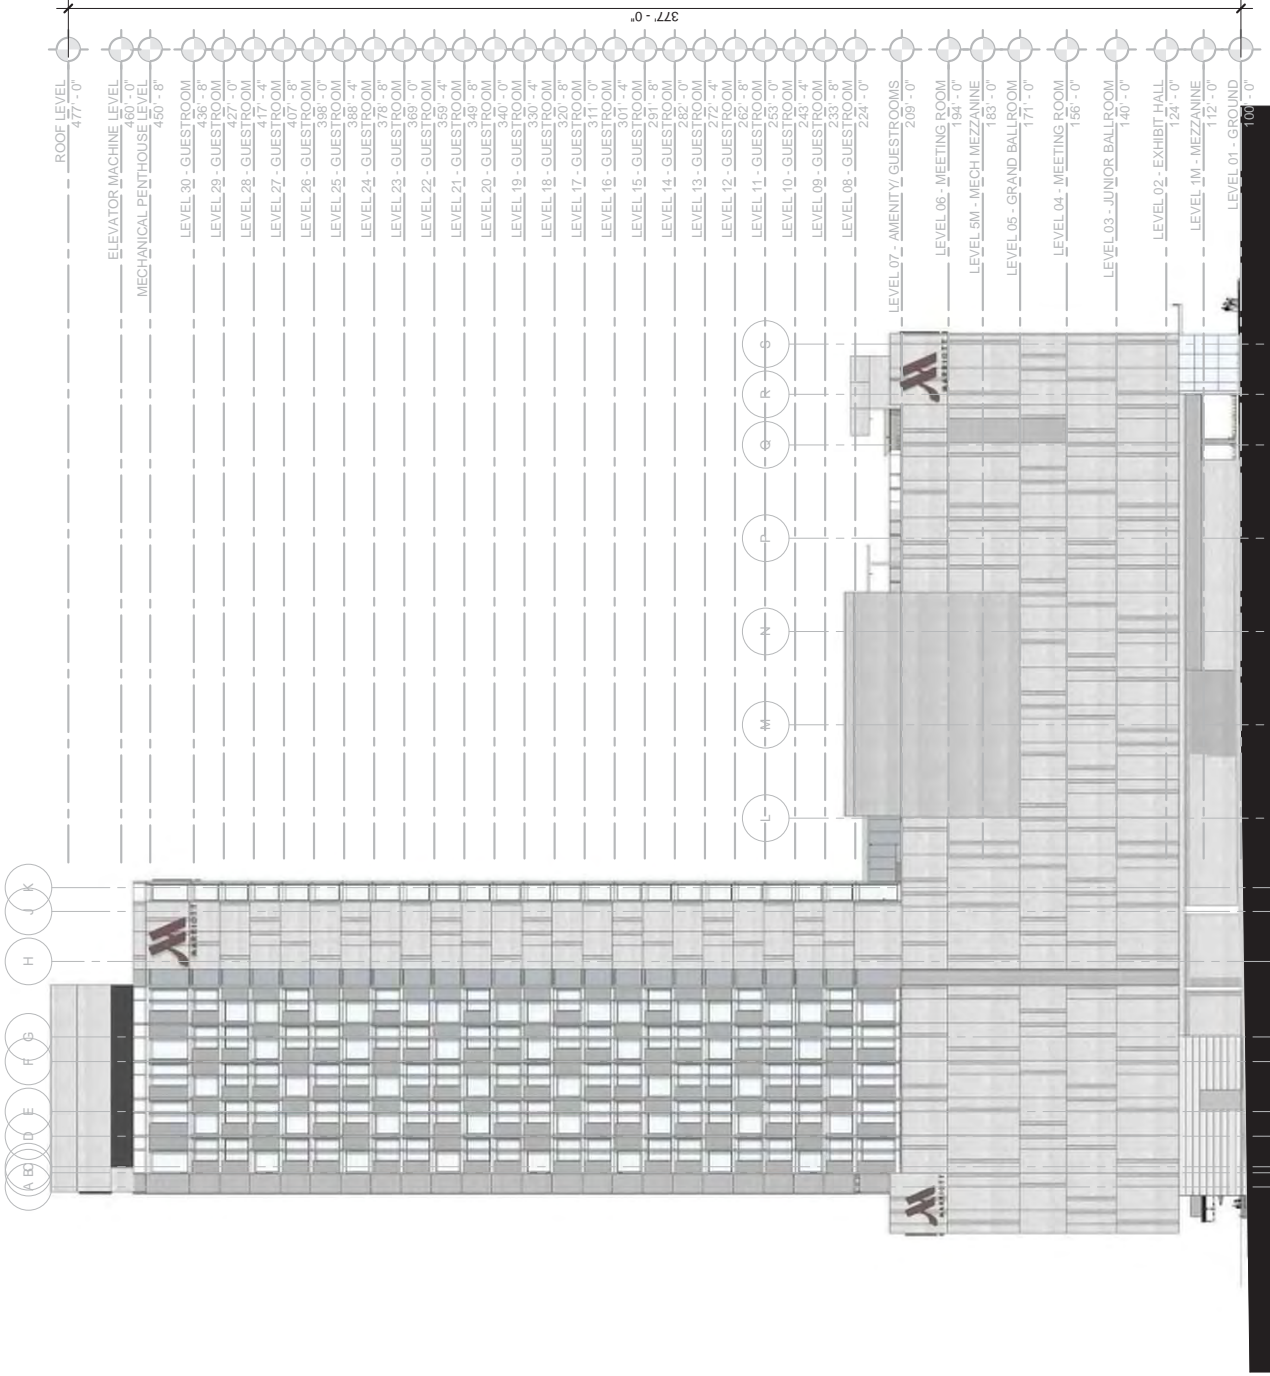 377' - 0"
ROOF LEVEL
477' - 0"
ELEVATOR MACHINE LEVEL
460' - 0"
MECHANICAL PENTHOUSE LEVEL
450' - 8"
LEVEL 30 - GUESTROOM
436' - 8"
LEVEL 29 - GUESTROOM
427' - 0"
LEVEL 28 - GUESTROOM
417' - 4"
LEVEL 27 - GUESTROOM
407' - 8"
LEVEL 26 - GUESTROOM
398' - 0"
LEVEL 25 - GUESTROOM
388' - 4"
LEVEL 24 - GUESTROOM
378' - 8"
LEVEL 23 - GUESTROOM
369' - 0"
LEVEL 22 - GUESTROOM
359' - 4"
LEVEL 21 - GUESTROOM
349' - 8"
LEVEL 20 - GUESTROOM
340' - 0"
LEVEL 19 - GUESTROOM
330' - 4"
LEVEL 18 - GUESTROOM
320' - 8"
LEVEL 17 - GUESTROOM
311' - 0"
LEVEL 16 - GUESTROOM
301' - 4"
LEVEL 15 - GUESTROOM
291' - 8"
LEVEL 14 - GUESTROOM
282' - 0"
LEVEL 13 - GUESTROOM
272' - 4"
LEVEL 12 - GUESTROOM
262' - 8"
LEVEL 11 - GUESTROOM
253' - 0"
LEVEL 10 - GUESTROOM
243' - 4"
LEVEL 09 - GUESTROOM
233' - 8"
LEVEL 08 - GUESTROOM
224' - 0"
LEVEL 07 - AMENITY/ GUESTROOMS
209' - 0"
LEVEL 06 - MEETING ROOM
194' - 0"
LEVEL 5M - MECH MEZZANINE
183' - 0"
LEVEL 05 - GRAND BALLROOM
171' - 0"
LEVEL 04 - MEETING ROOM
156' - 0"
LEVEL 03 - JUNIOR BALLROOM
140' - 0"
LEVEL 02 - EXHIBIT HALL
124' - 0"
LEVEL 1M - MEZZANINE
112' - 0"
LEVEL 01 - GROUND
100' - 0"
A
B
C
D
E
F
G
H
J
K
L
M
N
P
Q
R
S
MARRIOTT
MARRIOTT
MARRIOTT